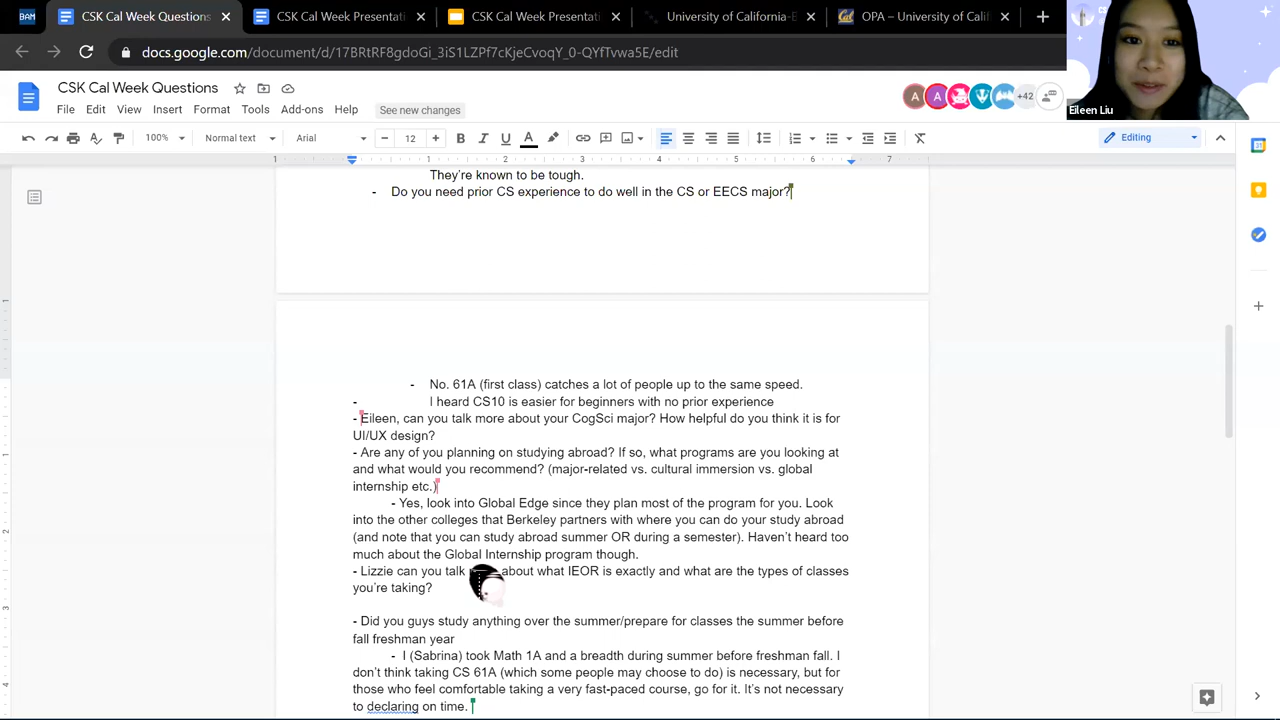 BAM
CSK Cal Week Questions
CSK Cal Week Presentati
CSK Cal Week Presentati
University of California-E
OPA – University of Calif
docs.google.com/document/d/17BRtRF8gdoGi_3IS1LZPf7cKjeCvoqY_0-QYfTvwa5E/edit
Eileen Liu
CSK Cal Week Questions
+42
File Edit View Insert Format Tools Add-ons Help See new changes
100% Normal text Arial 12 Editing
1 1 2 3 4 5 6 7
They're known to be tough.
- Do you need prior CS experience to do well in the CS or EECS major?
- No. 61A (first class) catches a lot of people up to the same speed.
- I heard CS10 is easier for beginners with no prior experience
- Eileen, can you talk more about your CogSci major? How helpful do you think it is for
UI/UX design?
- Are any of you planning on studying abroad? If so, what programs are you looking at
and what would you recommend? (major-related vs. cultural immersion vs. global
internship etc.)
- Yes, look into Global Edge since they plan most of the program for you. Look
into the other colleges that Berkeley partners with where you can do your study abroad
(and note that you can study abroad summer OR during a semester). Haven't heard too
much about the Global Internship program though.
- Lizzie can you talk about what IEOR is exactly and what are the types of classes
you're taking?
- Did you guys study anything over the summer/prepare for classes the summer before
fall freshman year
- I (Sabrina) took Math 1A and a breadth during summer before freshman fall. I
don't think taking CS 61A (which some people may choose to do) is necessary, but for
those who feel comfortable taking a very fast-paced course, go for it. It's not necessary
to declaring on time.